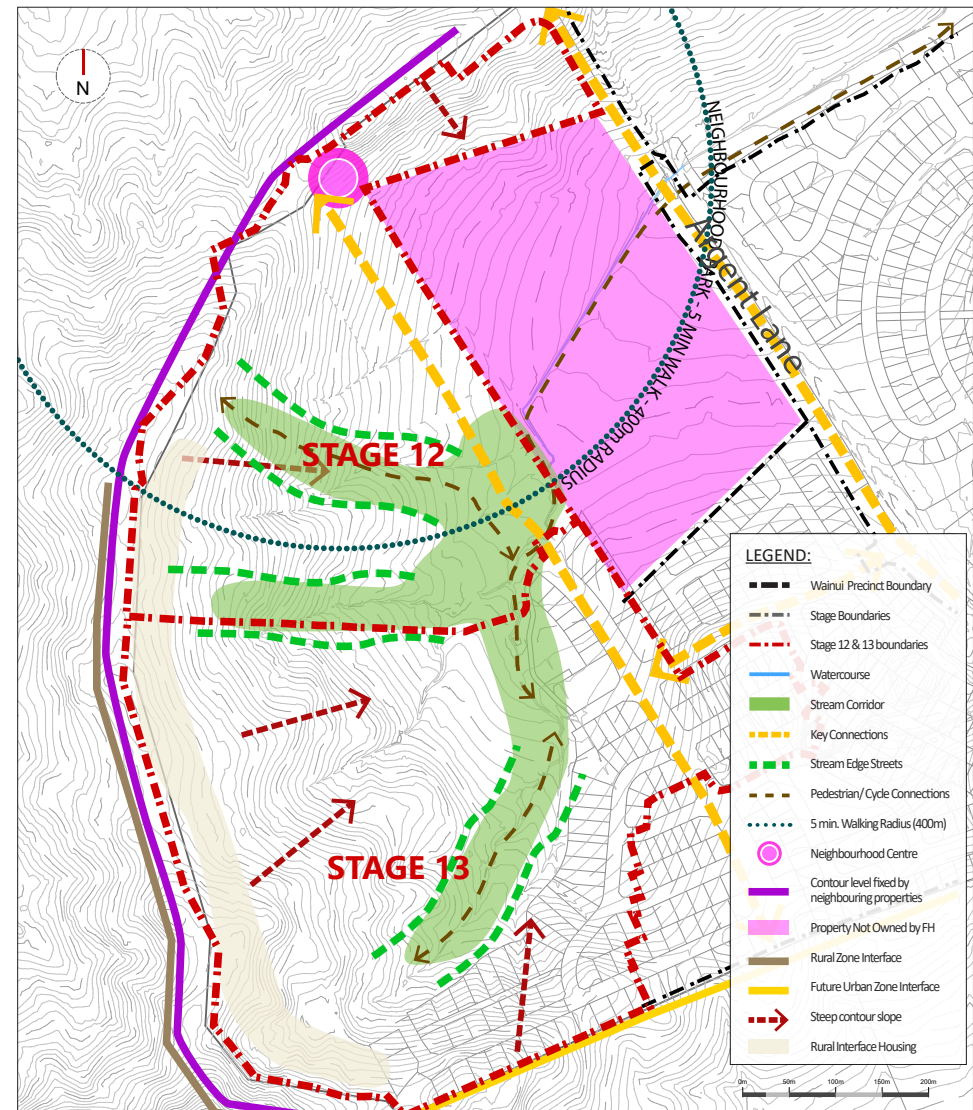 N
NEIGHBOURHOOD PARK - 5 MIN WALK - 400m RADIUS
Argent Lane
STAGE 12
STAGE 13
LEGEND:
Wainui Precinct Boundary
Stage Boundaries
Stage 12 & 13 boundaries
Watercourse
Stream Corridor
Key Connections
Stream Edge Streets
Pedestrian/ Cycle Connections
5 min. Walking Radius (400m)
Neighbourhood Centre
Contour level fixed by
neighbouring properties
Property Not Owned by FH
Rural Zone Interface
Future Urban Zone Interface
Steep contour slope
Rural Interface Housing
0m 50m 100m 150m 200m